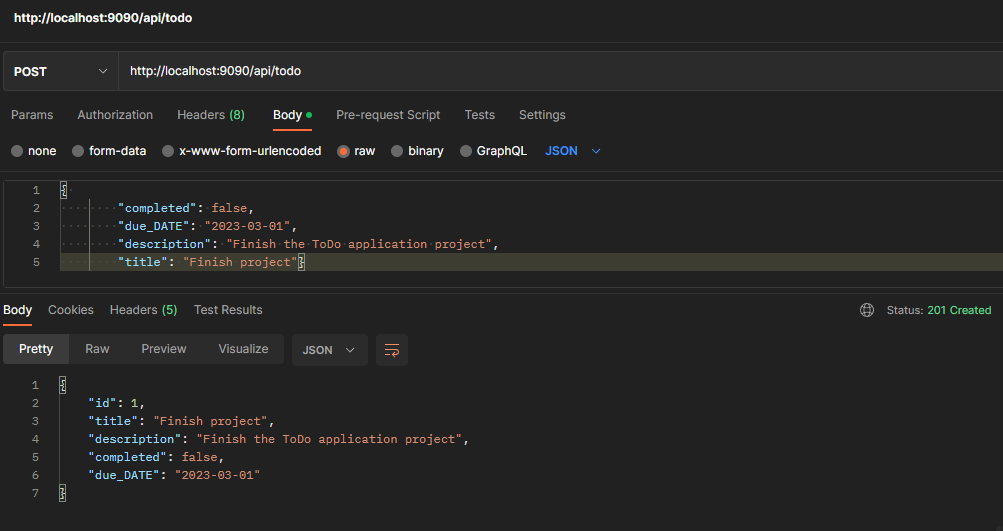 http://localhost:9090/api/todo
POST http://localhost:9090/api/todo
Params Authorization Headers (8) Body Pre-request Script Tests Settings
none form-data x-www-form-urlencoded raw binary GraphQL JSON
1 {
2 "completed": false,
3 "due_DATE": "2023-03-01",
4 "description": "Finish the ToDo application project",
5 "title": "Finish project"}
Body Cookies Headers (5) Test Results Status: 201 Created
Pretty Raw Preview Visualize JSON
1 {
2 "id": 1,
3 "title": "Finish project",
4 "description": "Finish the ToDo application project",
5 "completed": false,
6 "due_DATE": "2023-03-01"
7 }